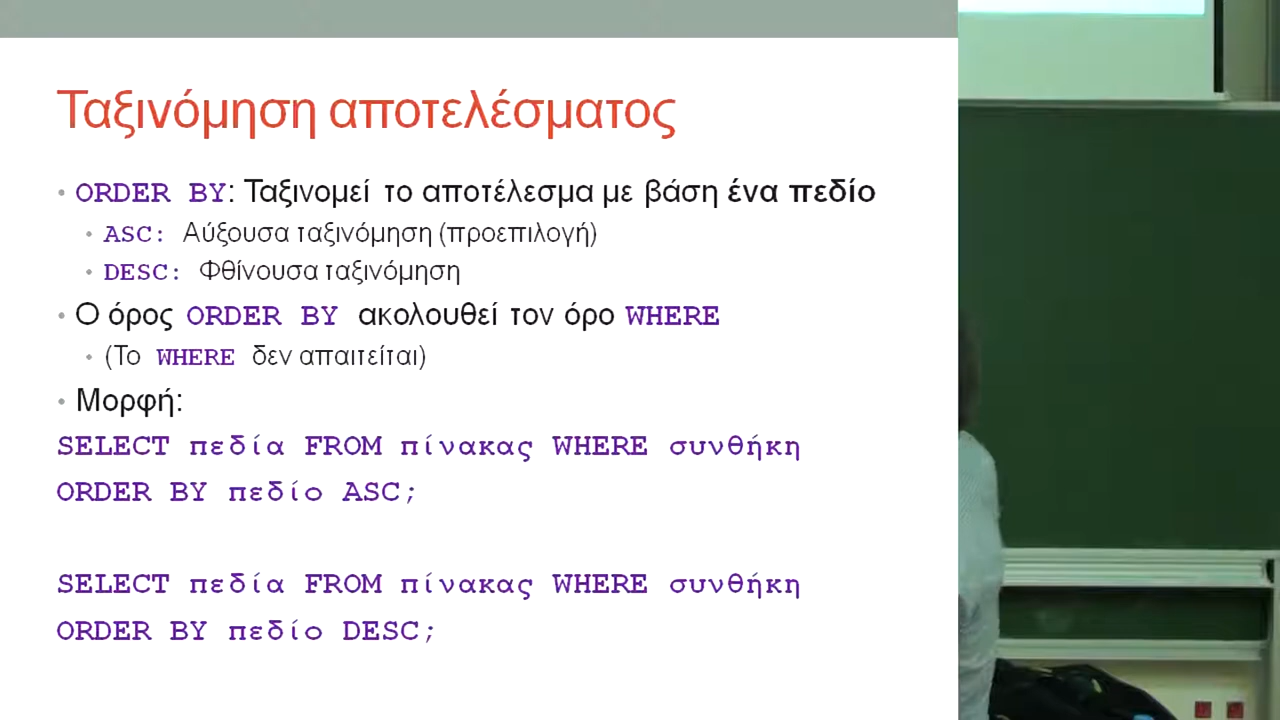 Ταξινόμηση αποτελέσματος
• ORDER BY: Ταξινομεί το αποτέλεσμα με βάση ένα πεδίο
• ASC: Αύξουσα ταξινόμηση (προεπιλογή)
• DESC: Φθίνουσα ταξινόμηση
• Ο όρος ORDER BY ακολουθεί τον όρο WHERE
• (Το WHERE δεν απαιτείται)
• Μορφή:
SELECT πεδία FROM πίνακας WHERE συνθήκη
ORDER BY πεδίο ASC;
SELECT πεδία FROM πίνακας WHERE συνθήκη
ORDER BY πεδίο DESC;